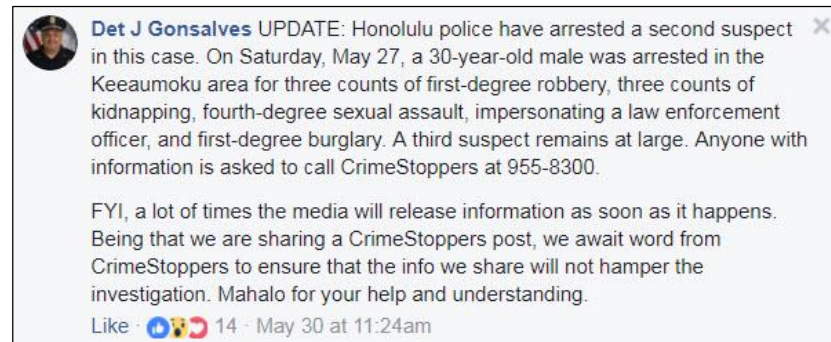 Det J Gonsalves UPDATE: Honolulu police have arrested a second suspect
in this case. On Saturday, May 27, a 30-year-old male was arrested in the
Keeaumoku area for three counts of first-degree robbery, three counts of
kidnapping, fourth-degree sexual assault, impersonating a law enforcement
officer, and first-degree burglary. A third suspect remains at large. Anyone with
information is asked to call CrimeStoppers at 955-8300.
FYI, a lot of times the media will release information as soon as it happens.
Being that we are sharing a CrimeStoppers post, we await word from
CrimeStoppers to ensure that the info we share will not hamper the
investigation. Mahalo for your help and understanding.
Like · 14 · May 30 at 11:24am